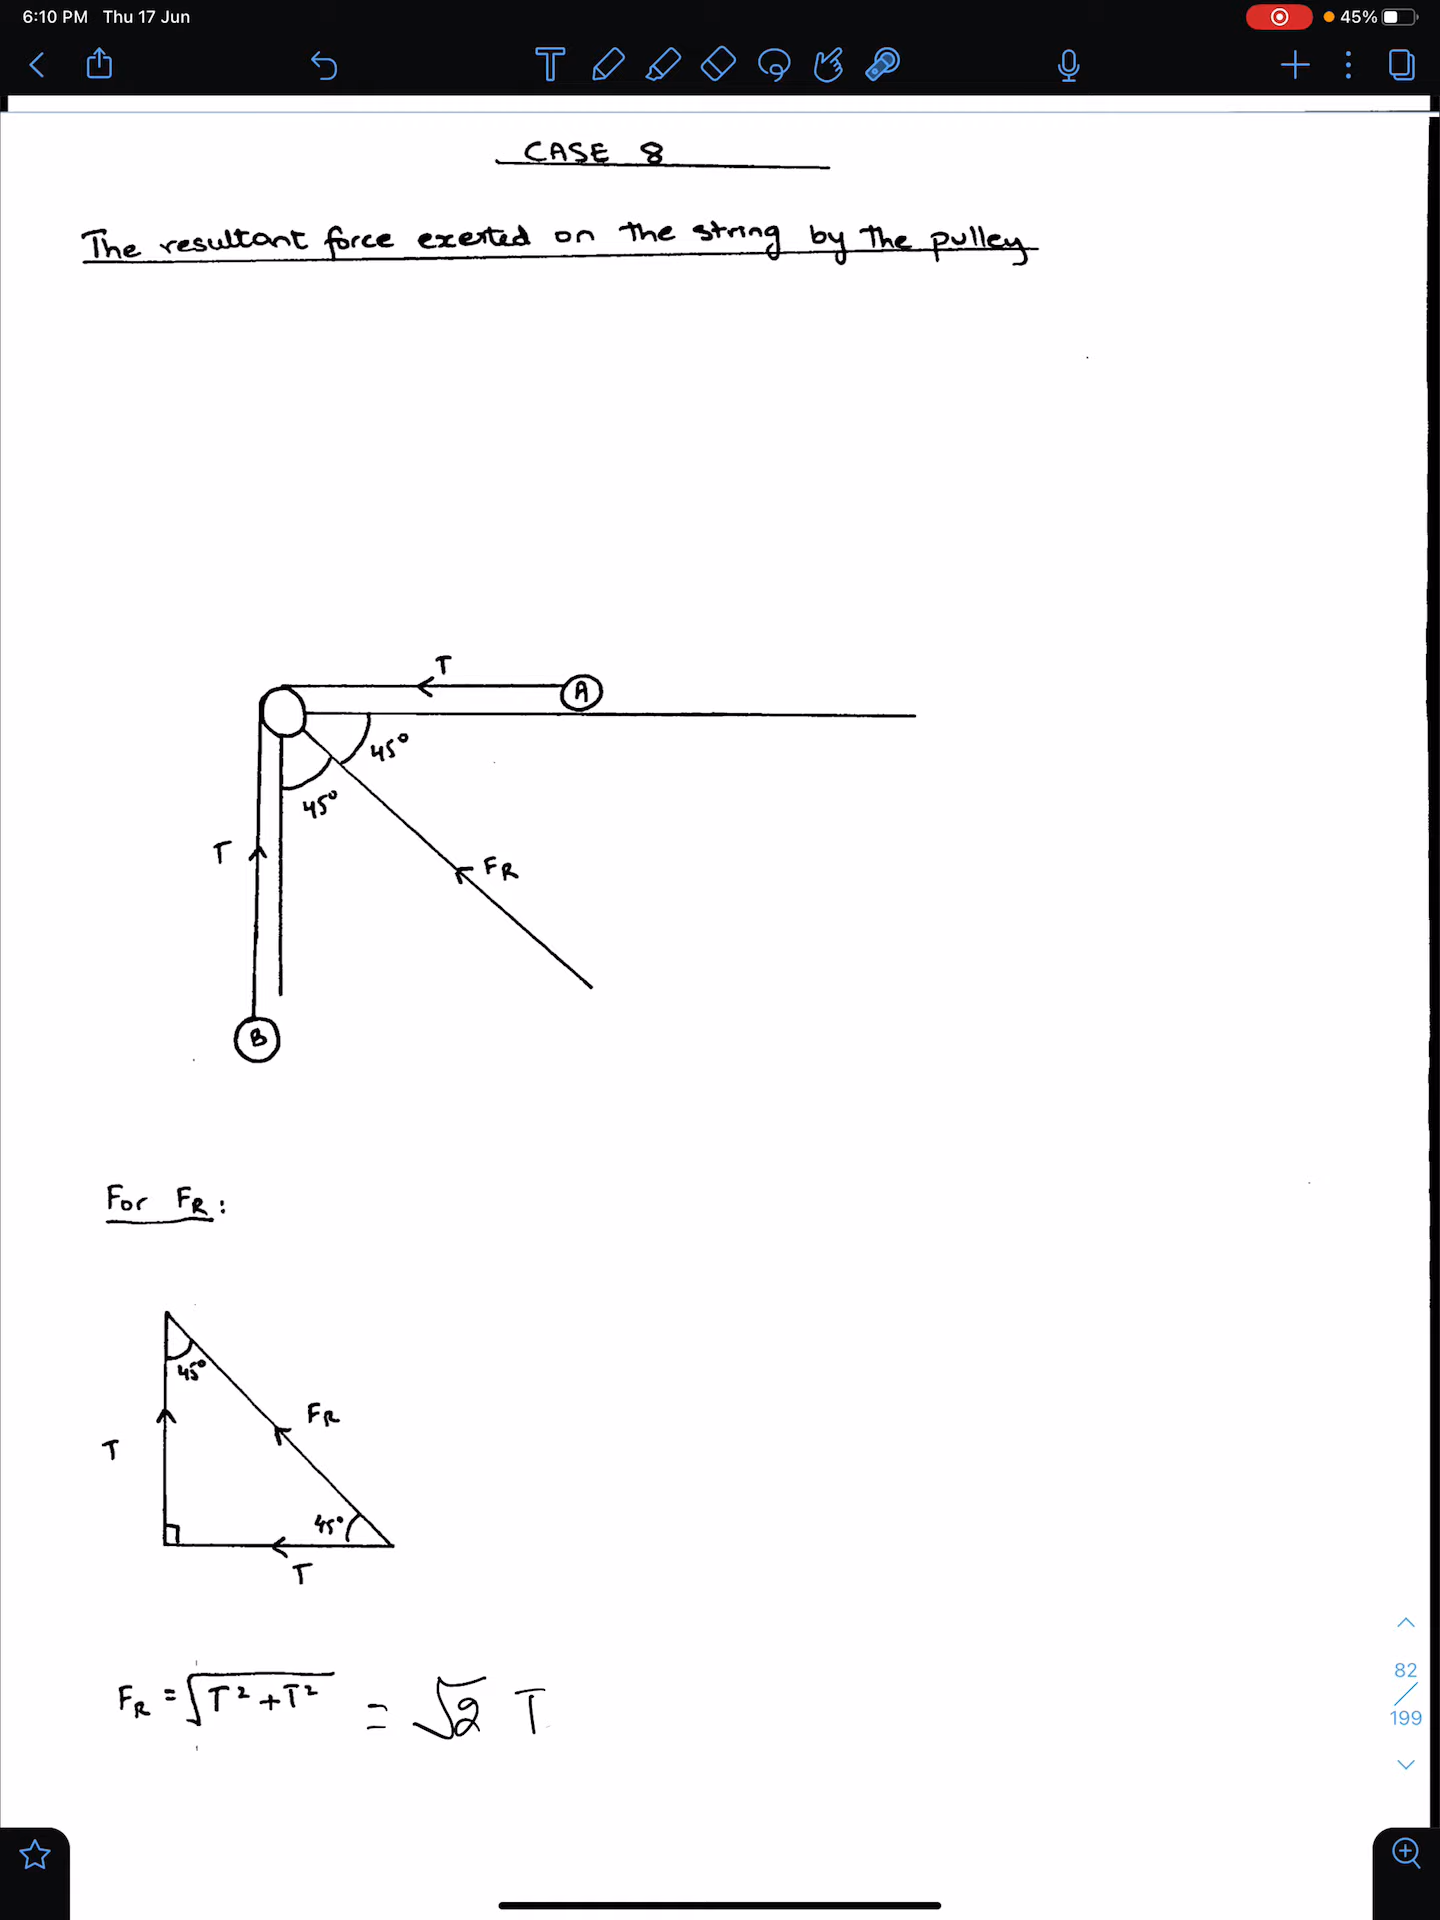 6:10 PM Thu 17 Jun
45%
CASE 8
The resultant force exerted on the string by the pulley
T
A
45°
45°
T
FR
B
For FR:
45°
FR
T
45°
T
FR = √T² + T² = √2 T
82
/
199